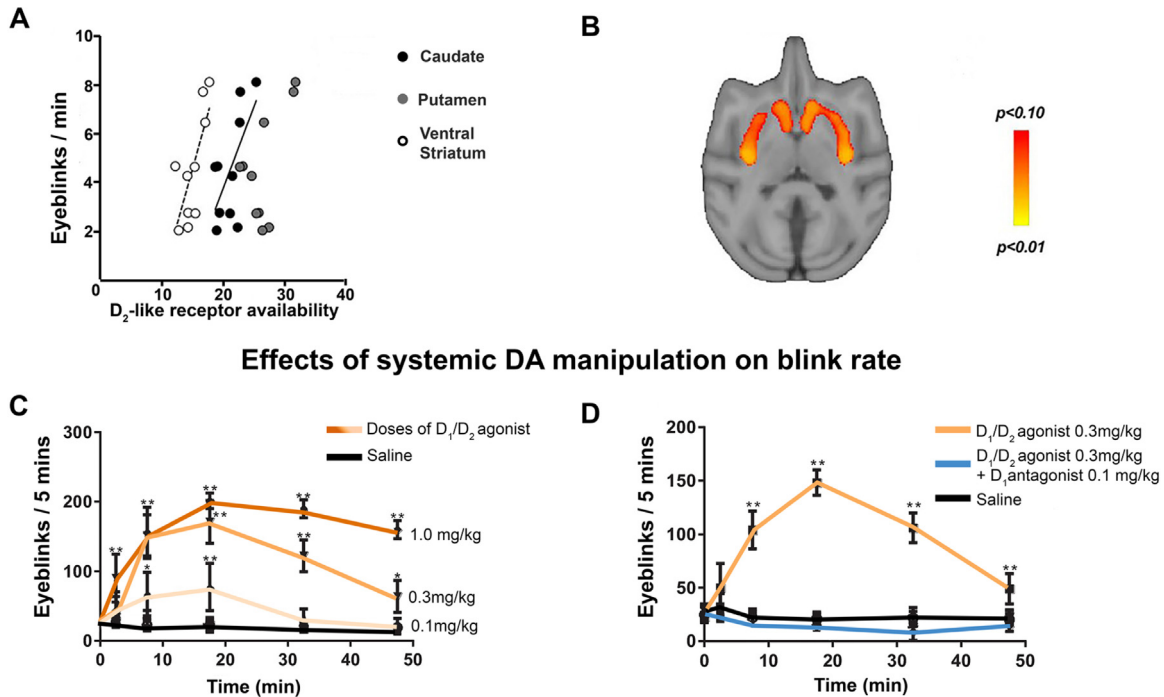 A
B
10
8
6
4
2
0
10
20
30
40
Eyeblinks / min
D₂-like receptor availability
Caudate
Putamen
Ventral
Striatum
p<0.10
p<0.01
Effects of systemic DA manipulation on blink rate
C
300
200
100
0
0
10
20
30
40
50
Eyeblinks / 5 mins
Time (min)
Doses of D₁/D₂ agonist
Saline
**
*
**
**
**
**
**
**
**
**
*
1.0 mg/kg
0.3mg/kg
0.1mg/kg
D
200
150
100
50
0
0
10
20
30
40
50
Eyeblinks / 5 mins
Time (min)
D₁/D₂ agonist 0.3mg/kg
D₁/D₂ agonist 0.3mg/kg
+ D₁antagonist 0.1 mg/kg
Saline
**
**
**
**